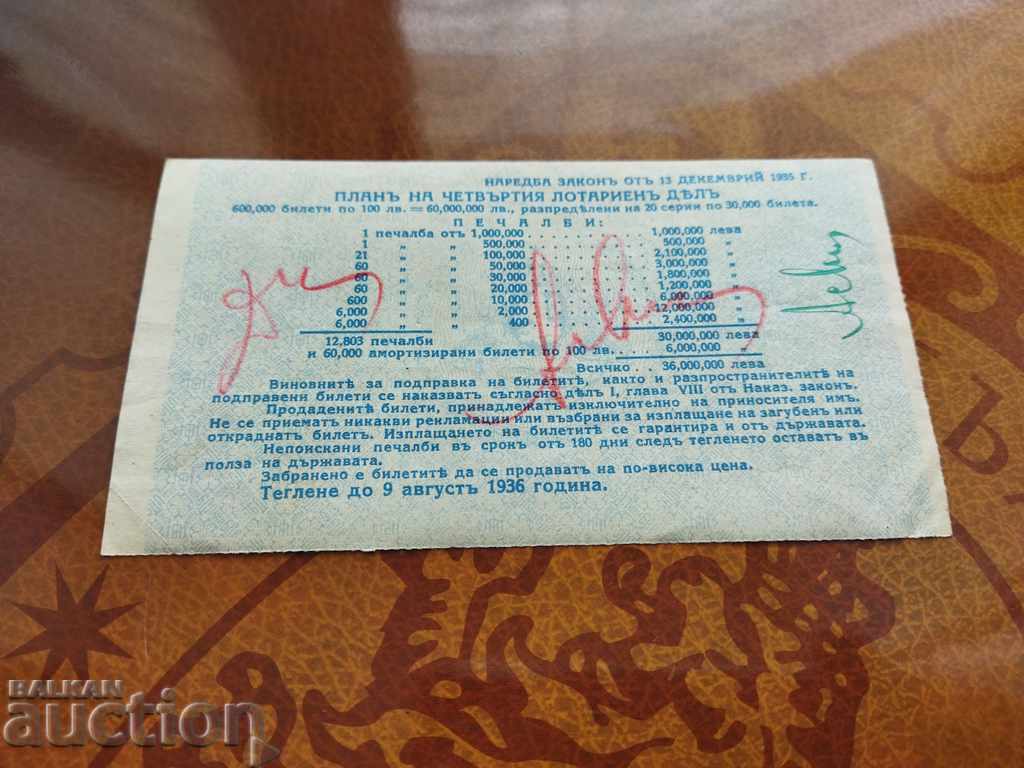 НАРЕДБА ЗАКОНЪ ОТЪ 13 ДЕКЕМВРИЙ 1935 Г.
ПЛАНЪ НА ЧЕТВЪРТИЯ ЛОТАРИЕНЪ ДѢЛЪ
600,000 билети по 100 лв. = 60,000,000 лв., разпредѣлени на 20 серии по 30,000 билета.
ПЕЧАЛБИ:
1 печалба отъ 1,000,000 . . . . . . . . . 1,000,000 лева
1 „ „ 500,000 . . . . . . . . . 500,000 „
21 „ „ 100,000 . . . . . . . . . 2,100,000 „
60 „ „ 50,000 . . . . . . . . . 3,000,000 „
60 „ „ 30,000 . . . . . . . . . 1,800,000 „
60 „ „ 20,000 . . . . . . . . . 1,200,000 „
600 „ „ 10,000 . . . . . . . . . 6,000,000 „
6,000 „ „ 2,000 . . . . . . . . . 12,000,000 „
6,000 „ „ 400 . . . . . . . . . 2,400,000 „
12,803 печалби 30,000,000 лева
и 60,000 амортизирани билети по 100 лв. . . . . 6,000,000 „
Всичко . 36,000,000 лева
Виновнитѣ за подправка на билетитѣ, както и разпространителитѣ на
подправени билети се наказватъ съгласно дѣлъ I, глава VIII отъ Наказ. законъ.
Продаденитѣ билети, принадлежатъ изключително на приносителя имъ.
Не се приематъ никакви рекламации или възбрани за изплащане на загубенъ или
откраднатъ билетъ. Изплащането на билетитѣ се гарантира и отъ държавата.
Непоискани печалби въ срокъ отъ 180 дни следъ тегленето оставатъ въ
полза на държавата.
Забранено е билетитѣ да се продаватъ на по-висока цена.
Теглене до 9 августъ 1936 година.
BALKAN
auction